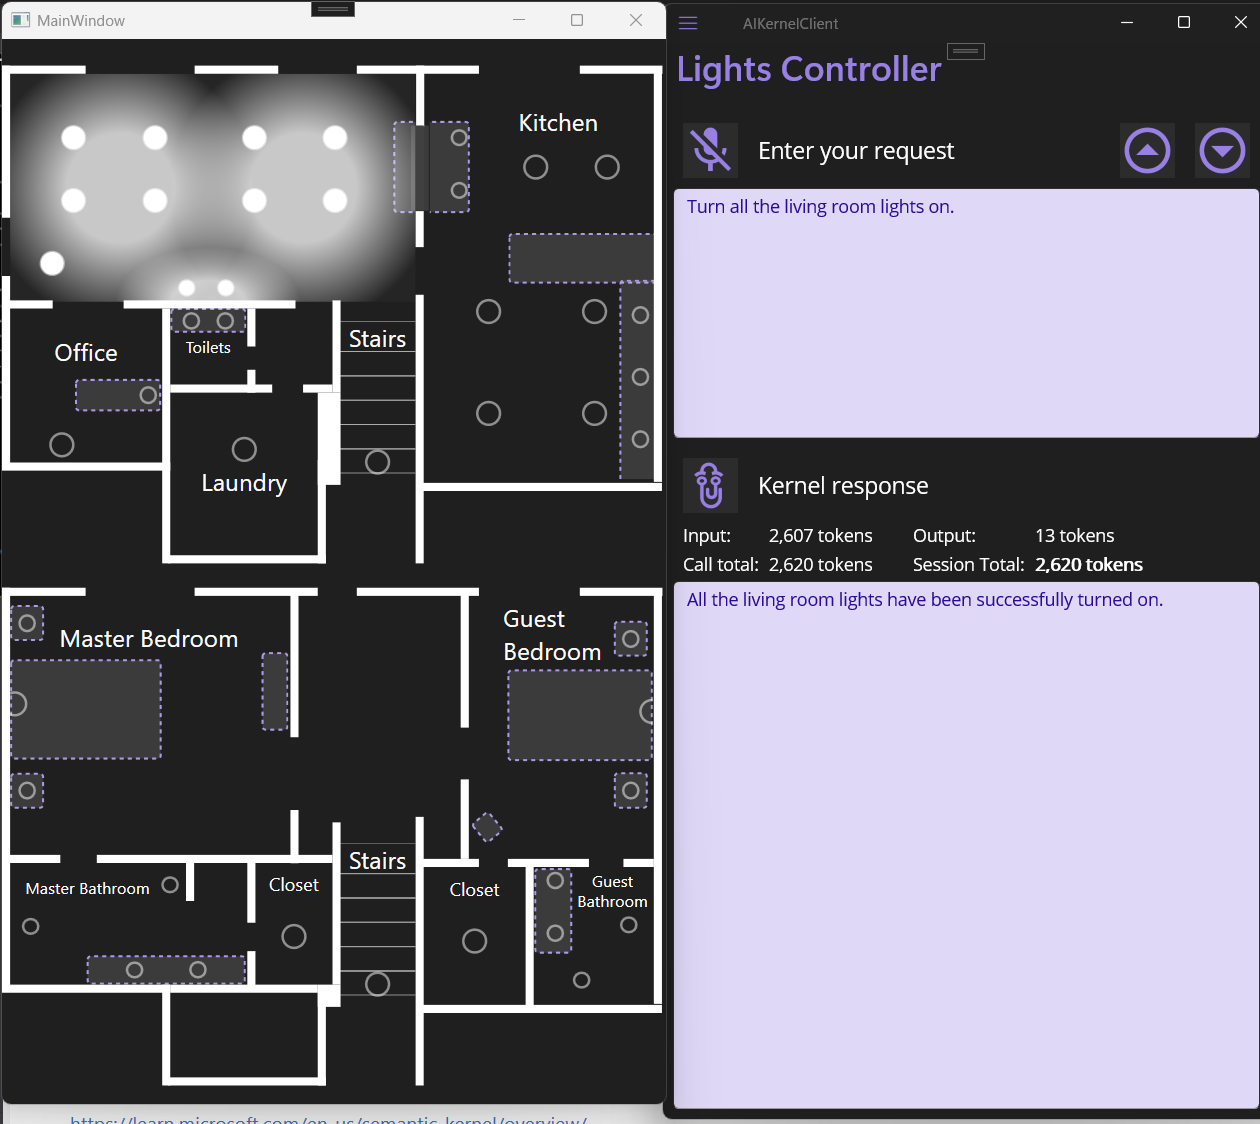 MainWindow
Kitchen
Office
Toilets
Stairs
Laundry
Master Bedroom
Guest
Bedroom
Stairs
Master Bathroom
Closet
Closet
Guest
Bathroom
https://learn.microsoft.com/en-us/semantic-kernel/overview/
AIKernelClient
Lights Controller
Enter your request
Turn all the living room lights on.
Kernel response
Input: 2,607 tokens Output: 13 tokens
Call total: 2,620 tokens Session Total: 2,620 tokens
All the living room lights have been successfully turned on.